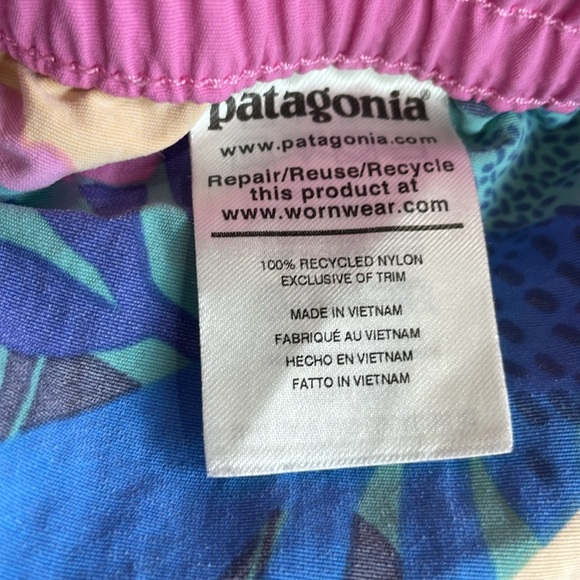 patagonia®
www.patagonia.com
Repair/Reuse/Recycle
this product at
www.wornwear.com
100% RECYCLED NYLON
EXCLUSIVE OF TRIM
MADE IN VIETNAM
FABRIQUÉ AU VIETNAM
HECHO EN VIETNAM
FATTO IN VIETNAM